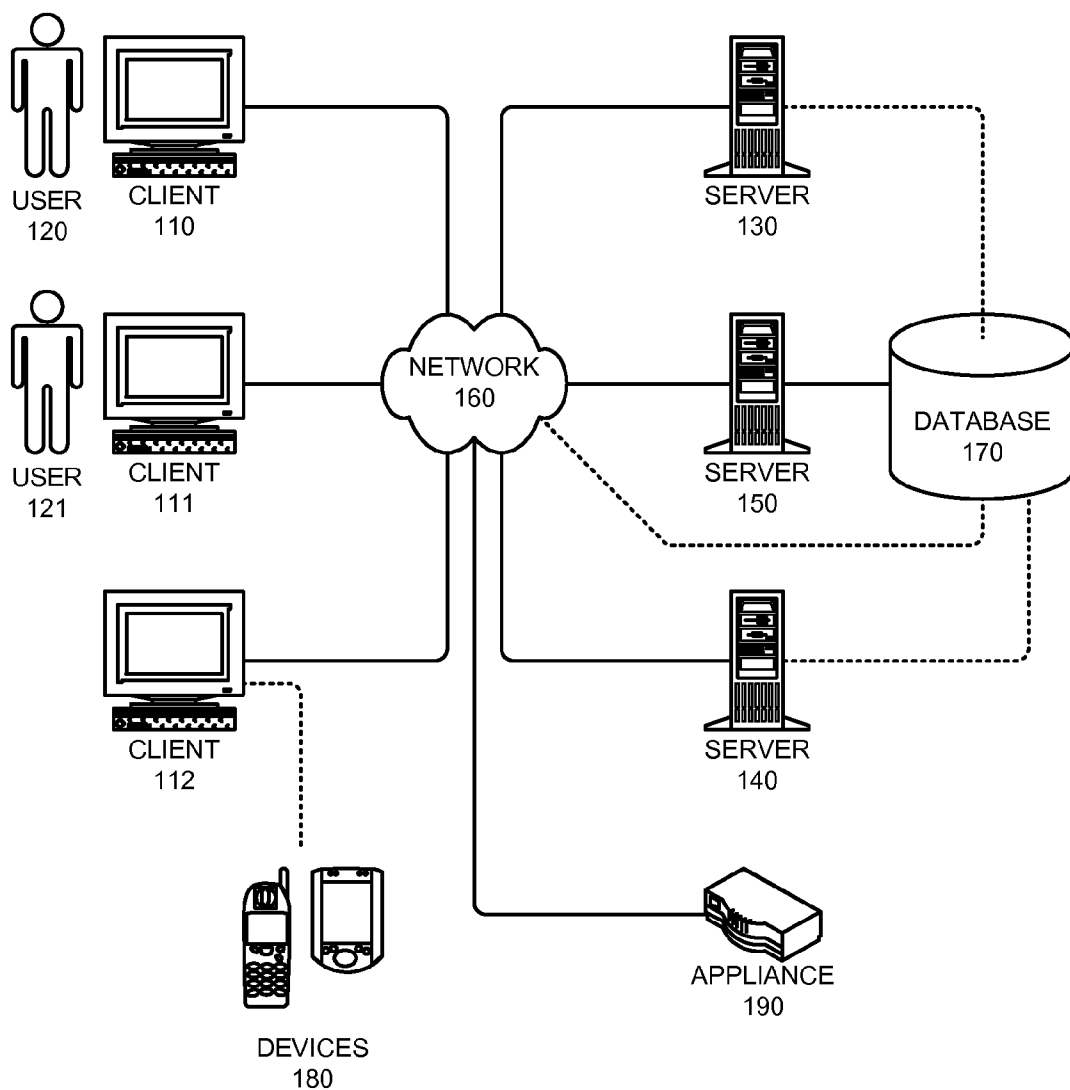 USER
120
CLIENT
110
SERVER
130
USER
121
CLIENT
111
NETWORK
160
SERVER
150
DATABASE
170
CLIENT
112
SERVER
140
DEVICES
180
APPLIANCE
190